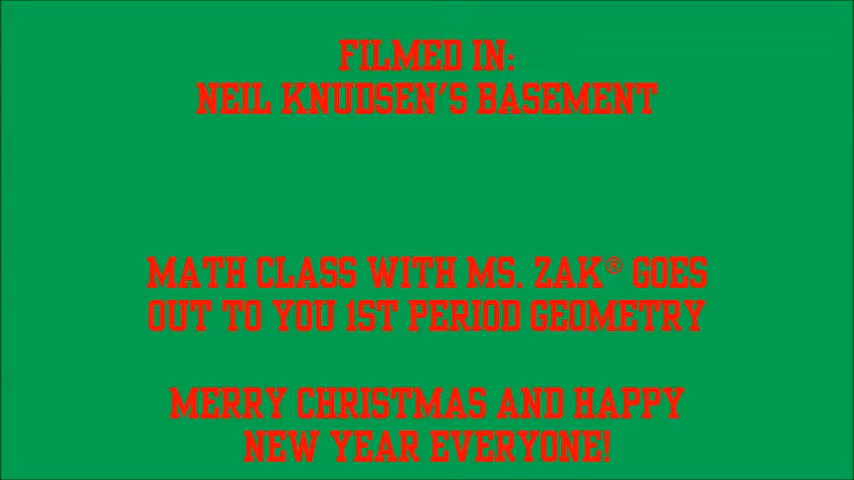 FILMED IN:
NEIL KNUDSEN'S BASEMENT
MATH CLASS WITH MS. ZAK® GOES
OUT TO YOU 1ST PERIOD GEOMETRY
MERRY CHRISTMAS AND HAPPY
NEW YEAR EVERYONE!